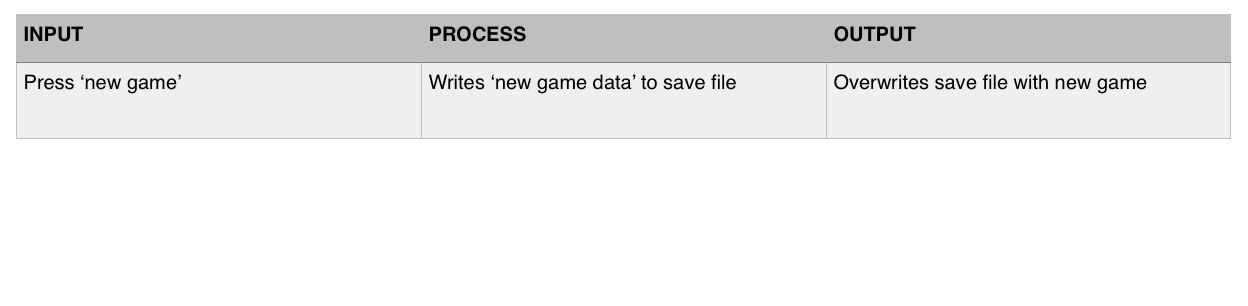 INPUT PROCESS OUTPUT
Press ‘new game’ Writes ‘new game data’ to save file Overwrites save file with new game